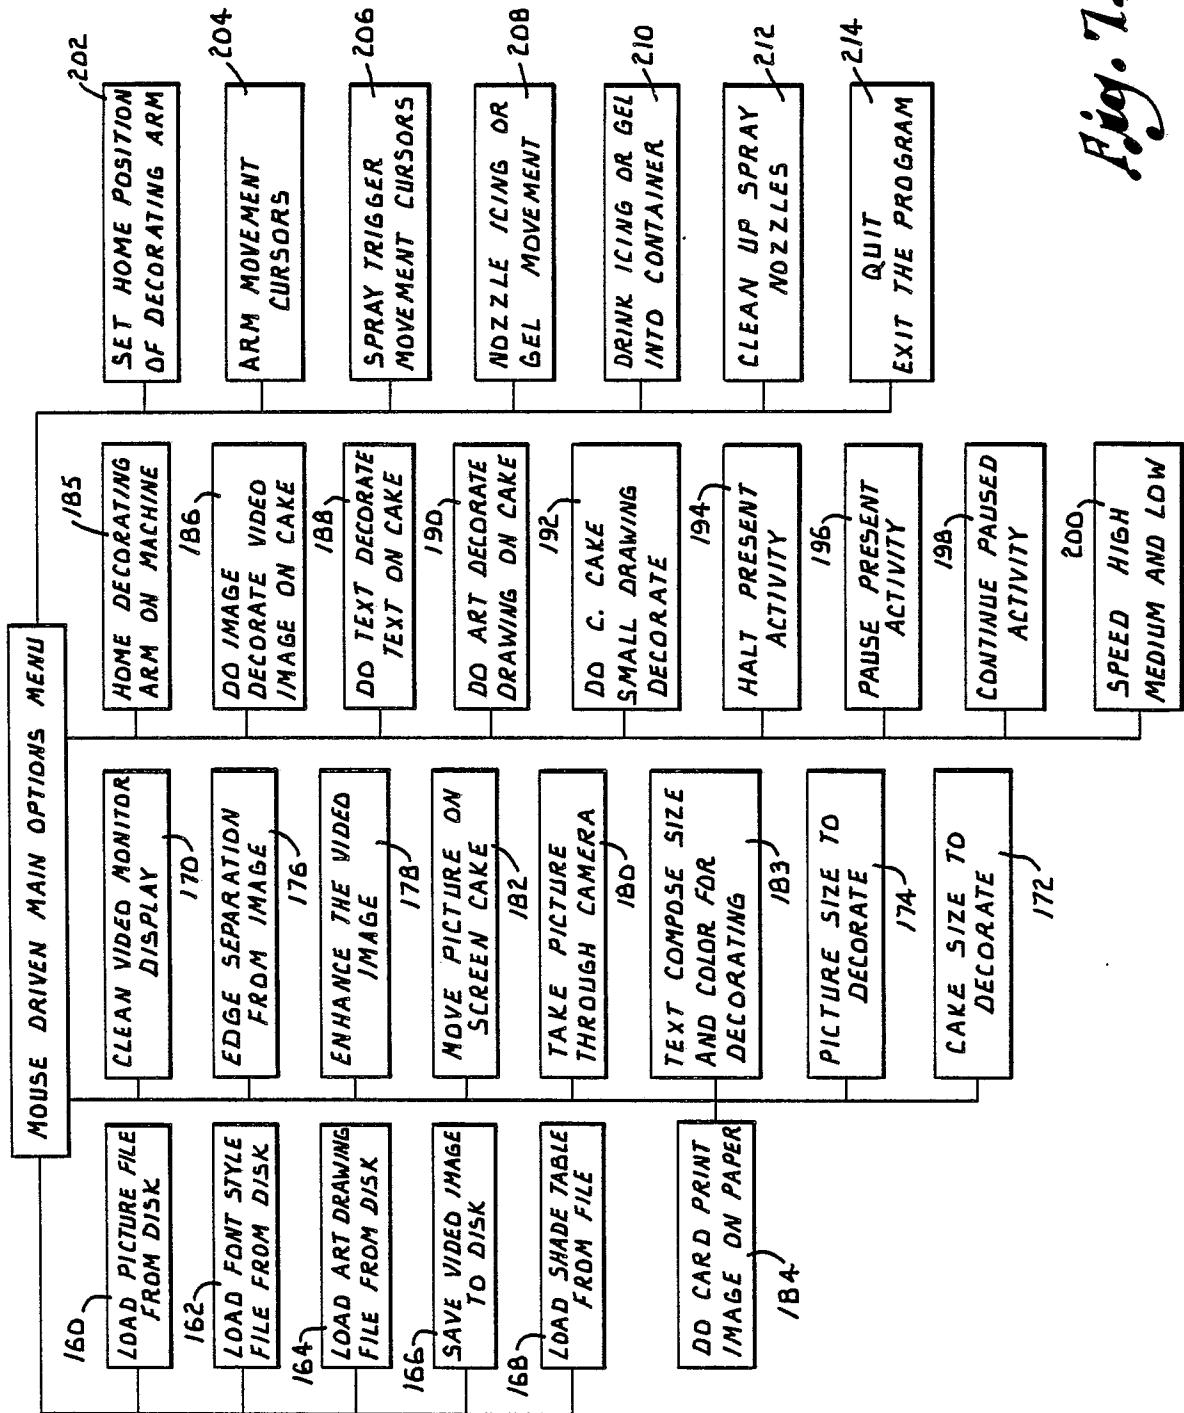 MOUSE DRIVEN MAIN OPTIONS MENU
160
LOAD PICTURE FILE
FROM DISK
162
LOAD FONT STYLE
FILE FROM DISK
164
LOAD ART DRAWING
FILE FROM DISK
166
SAVE VIDEO IMAGE
TO DISK
168
LOAD SHADE TABLE
FROM FILE
DO CARD PRINT
IMAGE ON PAPER
184
CLEAN VIDEO MONITOR
DISPLAY
170
EDGE SEPARATION
FROM IMAGE
176
ENHANCE THE VIDEO
IMAGE
178
MOVE PICTURE ON
SCREEN CAKE
182
TAKE PICTURE
THROUGH CAMERA
180
TEXT COMPOSE SIZE
AND COLOR FOR
DECORATING
183
PICTURE SIZE TO
DECORATE
174
CAKE SIZE TO
DECORATE
172
185
HOME DECORATING
ARM ON MACHINE
186
DO IMAGE
DECORATE VIDEO
IMAGE ON CAKE
188
DO TEXT DECORATE
TEXT ON CAKE
190
DO ART DECORATE
DRAWING ON CAKE
192
DO C. CAKE
SMALL DRAWING
DECORATE
194
HALT PRESENT
ACTIVITY
196
PAUSE PRESENT
ACTIVITY
198
CONTINUE PAUSED
ACTIVITY
200
SPEED HIGH
MEDIUM AND LOW
202
SET HOME POSITION
OF DECORATING ARM
204
ARM MOVEMENT
CURSORS
206
SPRAY TRIGGER
MOVEMENT CURSORS
208
NOZZLE ICING OR
GEL MOVEMENT
210
DRINK ICING OR GEL
INTO CONTAINER
212
CLEAN UP SPRAY
NOZZLES
214
QUIT
EXIT THE PROGRAM
Fig. 7.